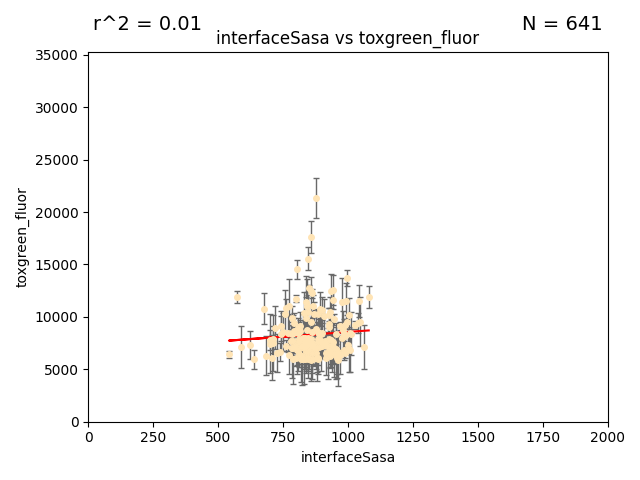 r^2 = 0.01
N = 641
interfaceSasa vs toxgreen_fluor
35000
30000
25000
20000
15000
10000
5000
0
toxgreen_fluor
0 250 500 750 1000 1250 1500 1750 2000
interfaceSasa